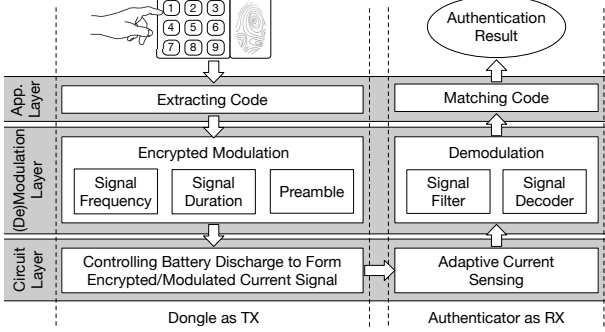 1 2 3
4 5 6
7 8 9
Authentication
Result
App.
Layer
Extracting Code
Matching Code
(De)Modulation
Layer
Encrypted Modulation
Signal
Frequency
Signal
Duration
Preamble
Demodulation
Signal
Filter
Signal
Decoder
Circuit
Layer
Controlling Battery Discharge to Form
Encrypted/Modulated Current Signal
Adaptive Current
Sensing
Dongle as TX
Authenticator as RX